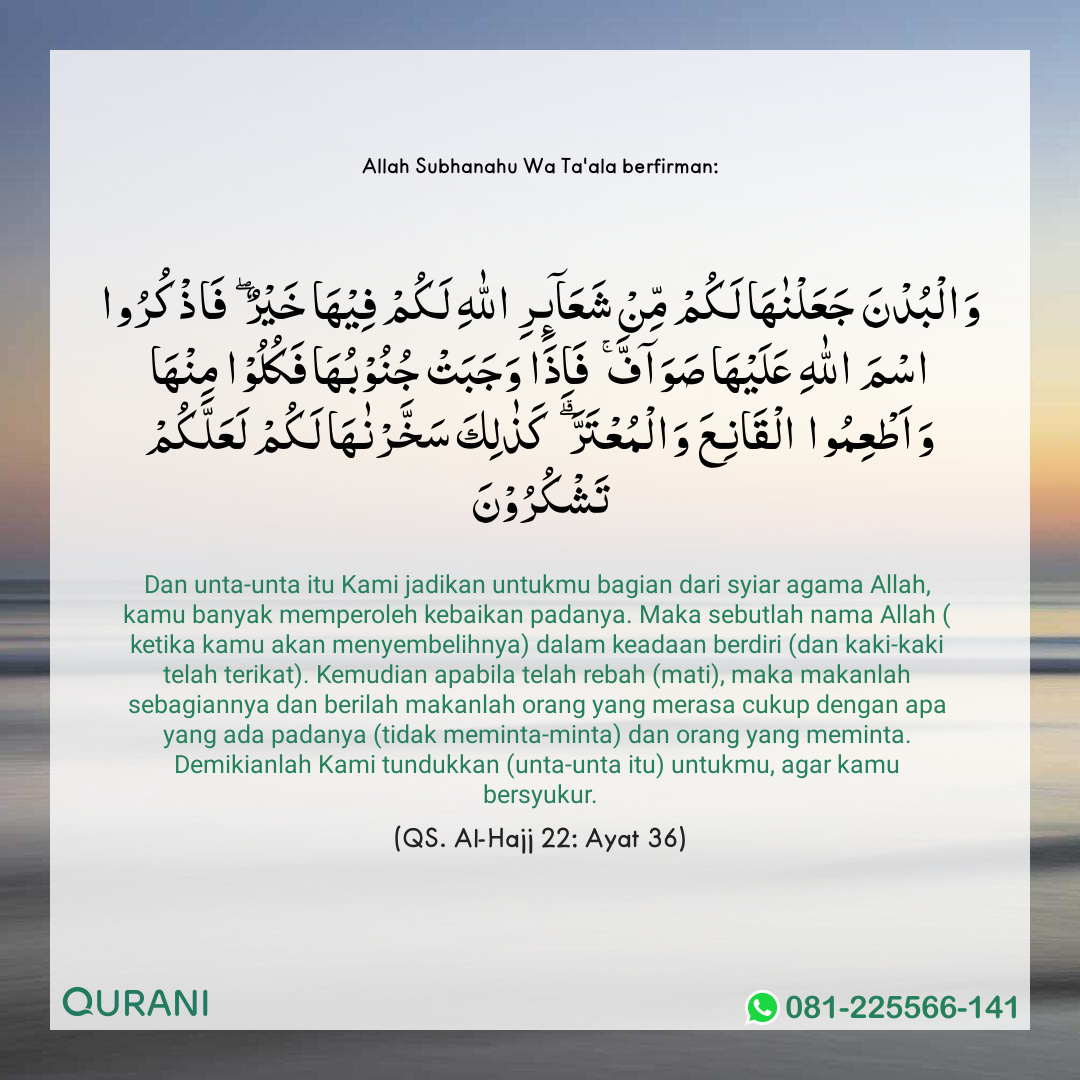 Allah Subhanahu Wa Ta'ala berfirman:
وَالْبُدْنَ جَعَلْنٰهَا لَكُمْ مِّنْ شَعَاۤىِٕرِ اللّٰهِ لَكُمْ فِيْهَا خَيْرٌۖ فَاذْكُرُوا
اسْمَ اللّٰهِ عَلَيْهَا صَوَاۤفَّۚ فَاِذَا وَجَبَتْ جُنُوْبُهَا فَكُلُوْا مِنْهَا
وَاَطْعِمُوا الْقَانِعَ وَالْمُعْتَرَّۗ كَذٰلِكَ سَخَّرْنٰهَا لَكُمْ لَعَلَّكُمْ
تَشْكُرُوْنَ
Dan unta-unta itu Kami jadikan untukmu bagian dari syiar agama Allah,
kamu banyak memperoleh kebaikan padanya. Maka sebutlah nama Allah (
ketika kamu akan menyembelihnya) dalam keadaan berdiri (dan kaki-kaki
telah terikat). Kemudian apabila telah rebah (mati), maka makanlah
sebagiannya dan berilah makanlah orang yang merasa cukup dengan apa
yang ada padanya (tidak meminta-minta) dan orang yang meminta.
Demikianlah Kami tundukkan (unta-unta itu) untukmu, agar kamu
bersyukur.
(QS. Al-Hajj 22: Ayat 36)
QURANI
081-225566-141